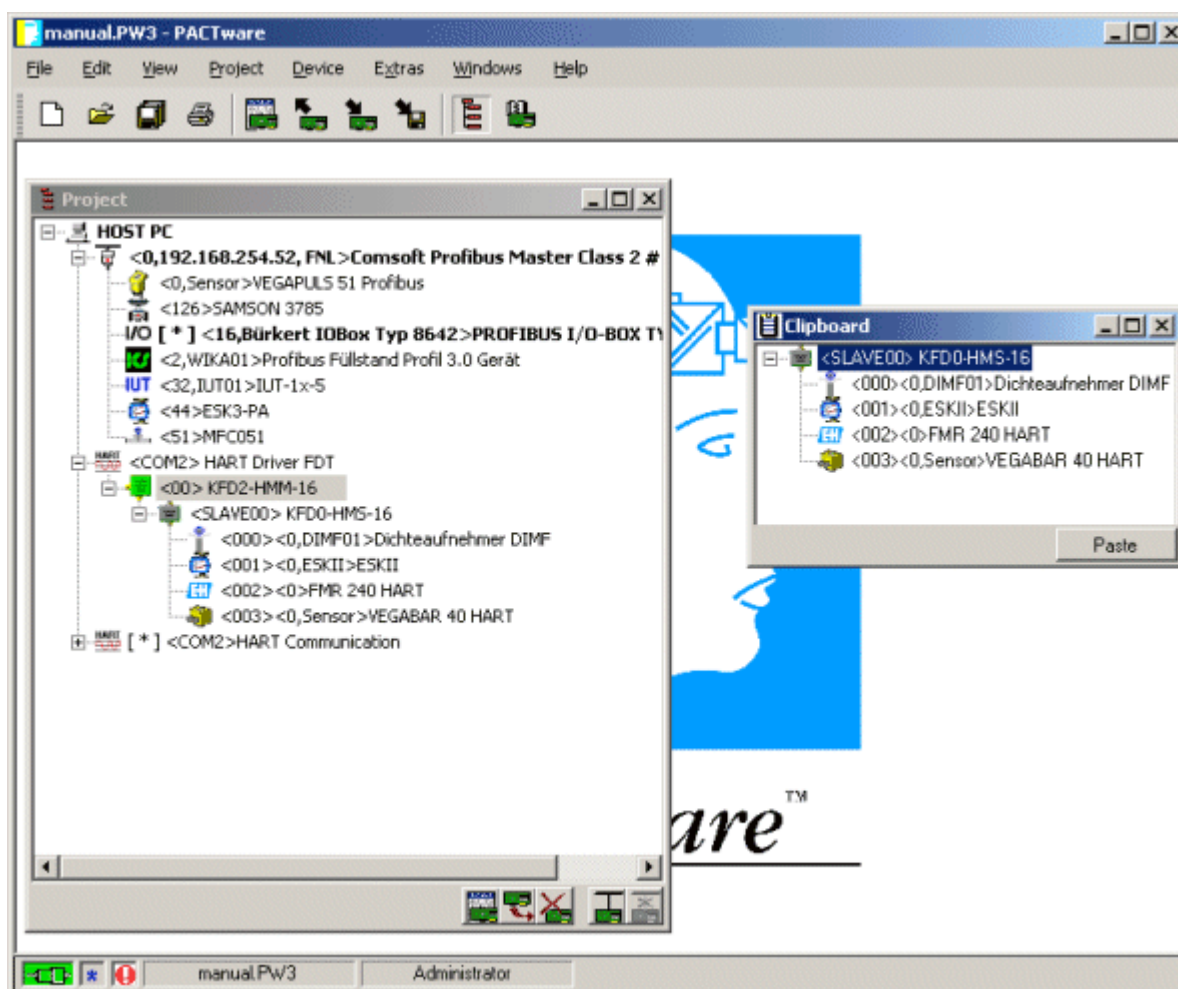 manual.PW3 - PACTware
File Edit View Project Device Extras Windows Help
Project
HOST PC
<0,192.168.254.52, FNL>Comsoft Profibus Master Class 2 #
<0,Sensor>VEGAPULS 51 Profibus
<126>SAMSON 3785
I/O [ * ] <16,Bürkert IOBox Typ 8642>PROFIBUS I/O-BOX TY
<2,WIKA01>Profibus Füllstand Profil 3.0 Gerät
IUT <32,IUT01>IUT-1x-5
<44>ESK3-PA
<51>MFC051
HART <COM2> HART Driver FDT
<00> KFD2-HMM-16
<SLAVE00> KFD0-HMS-16
<000><0,DIMF01>Dichteaufnehmer DIMF
<001><0,ESKII>ESKII
EH <002><0>FMR 240 HART
<003><0,Sensor>VEGABAR 40 HART
HART [ * ] <COM2>HART Communication
Clipboard
<SLAVE00> KFD0-HMS-16
<000><0,DIMF01>Dichteaufnehmer DIMF
<001><0,ESKII>ESKII
EH <002><0>FMR 240 HART
<003><0,Sensor>VEGABAR 40 HART
Paste
are™
manual.PW3 Administrator